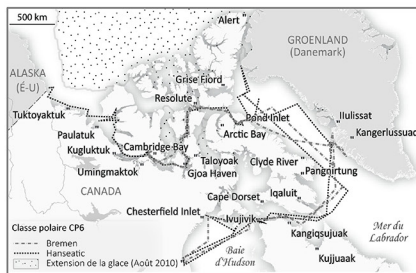 500 km
Alert
GROENLAND
(Danemark)
ALASKA
(É-U)
Grise Fiord
Resolute
Tuktoyaktuk
Pond Inlet
Ilulissat
Paulatuk
Arctic Bay
Kangerlussuaq
Kugluktuk
Cambridge Bay
Taloyoak
Clyde River
Umingmaktok
Gjoa Haven
Pangnirtung
CANADA
Cape Dorset
Iqaluit
Chesterfield Inlet
Ivujivik
Mer du
Labrador
Classe polaire CP6
Bremen
Hanseatic
Extension de la glace (Août 2010)
Baie
d'Hudson
Kangiqsujuak
Kujjuaak